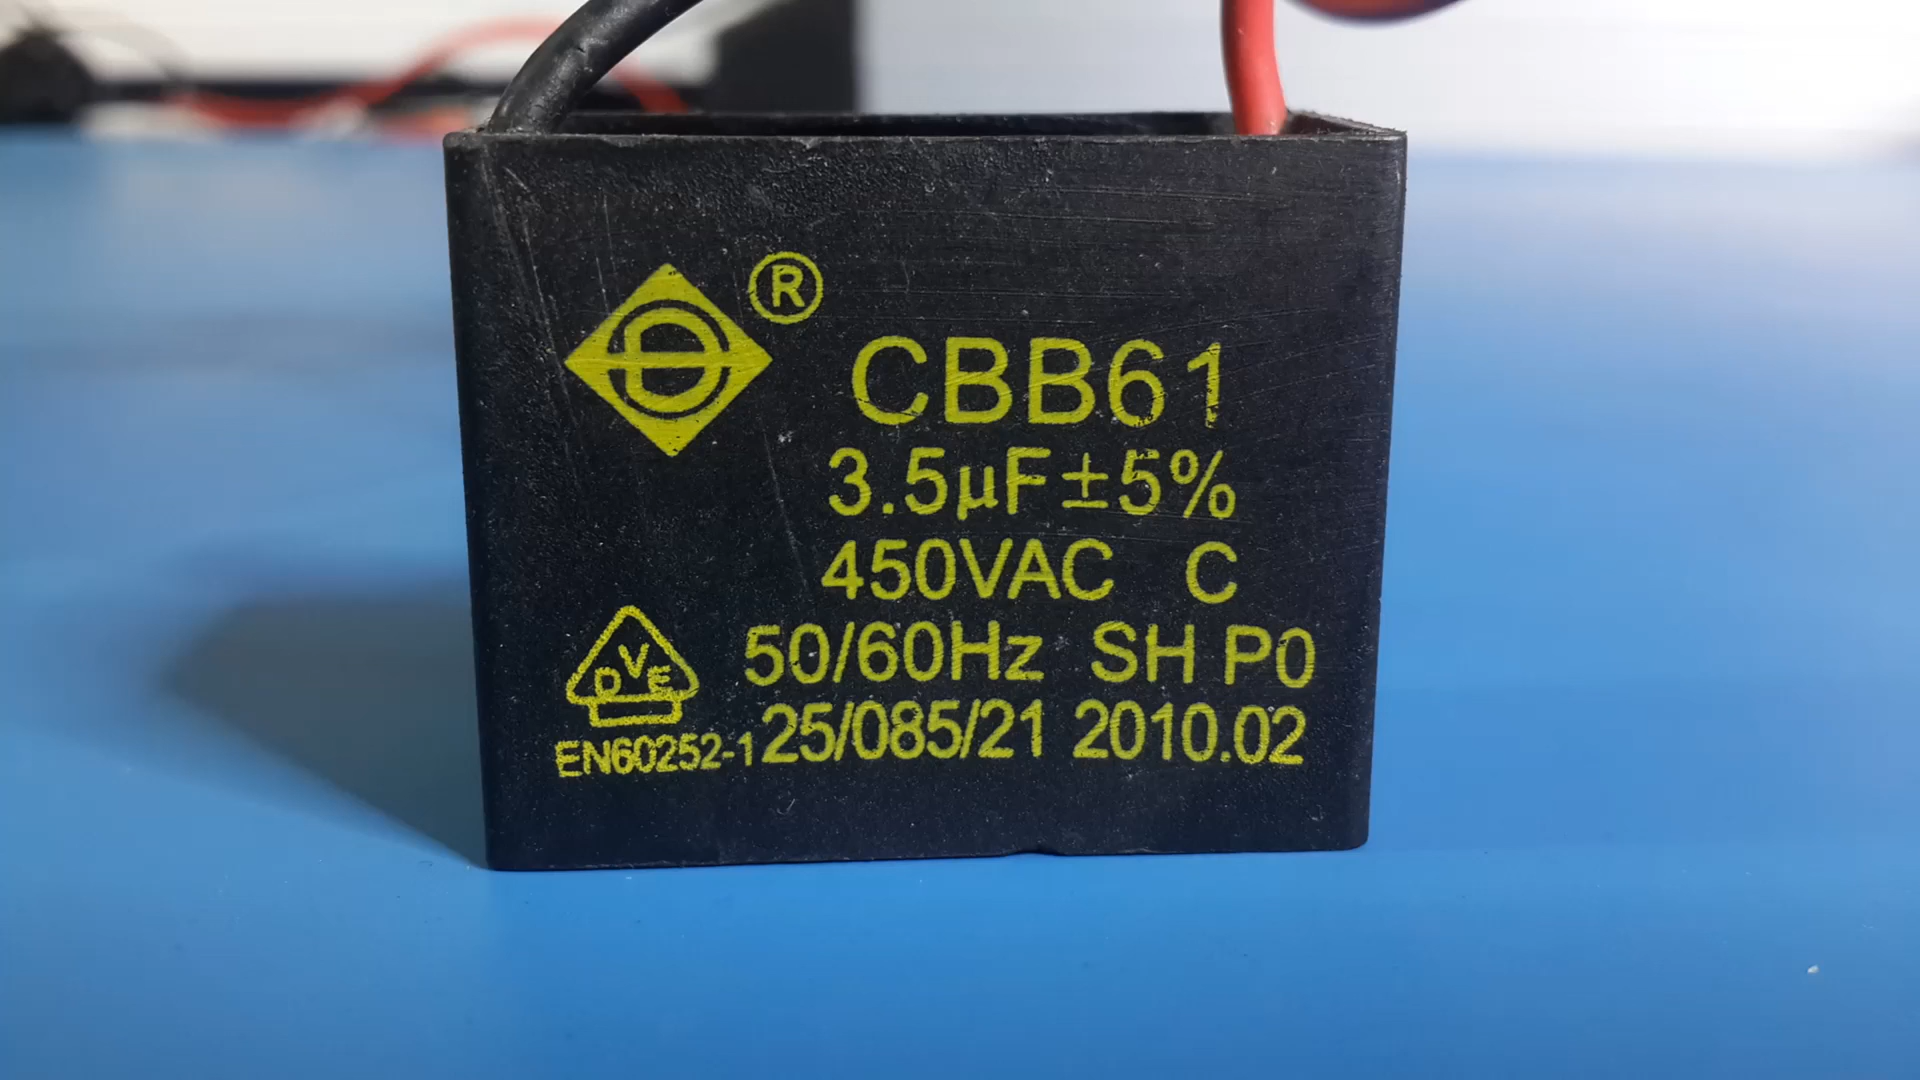 ®
CBB61
3.5µF±5%
450VAC C
50/60Hz SH P0
DVE
25/085/21 2010.02
EN60252-1